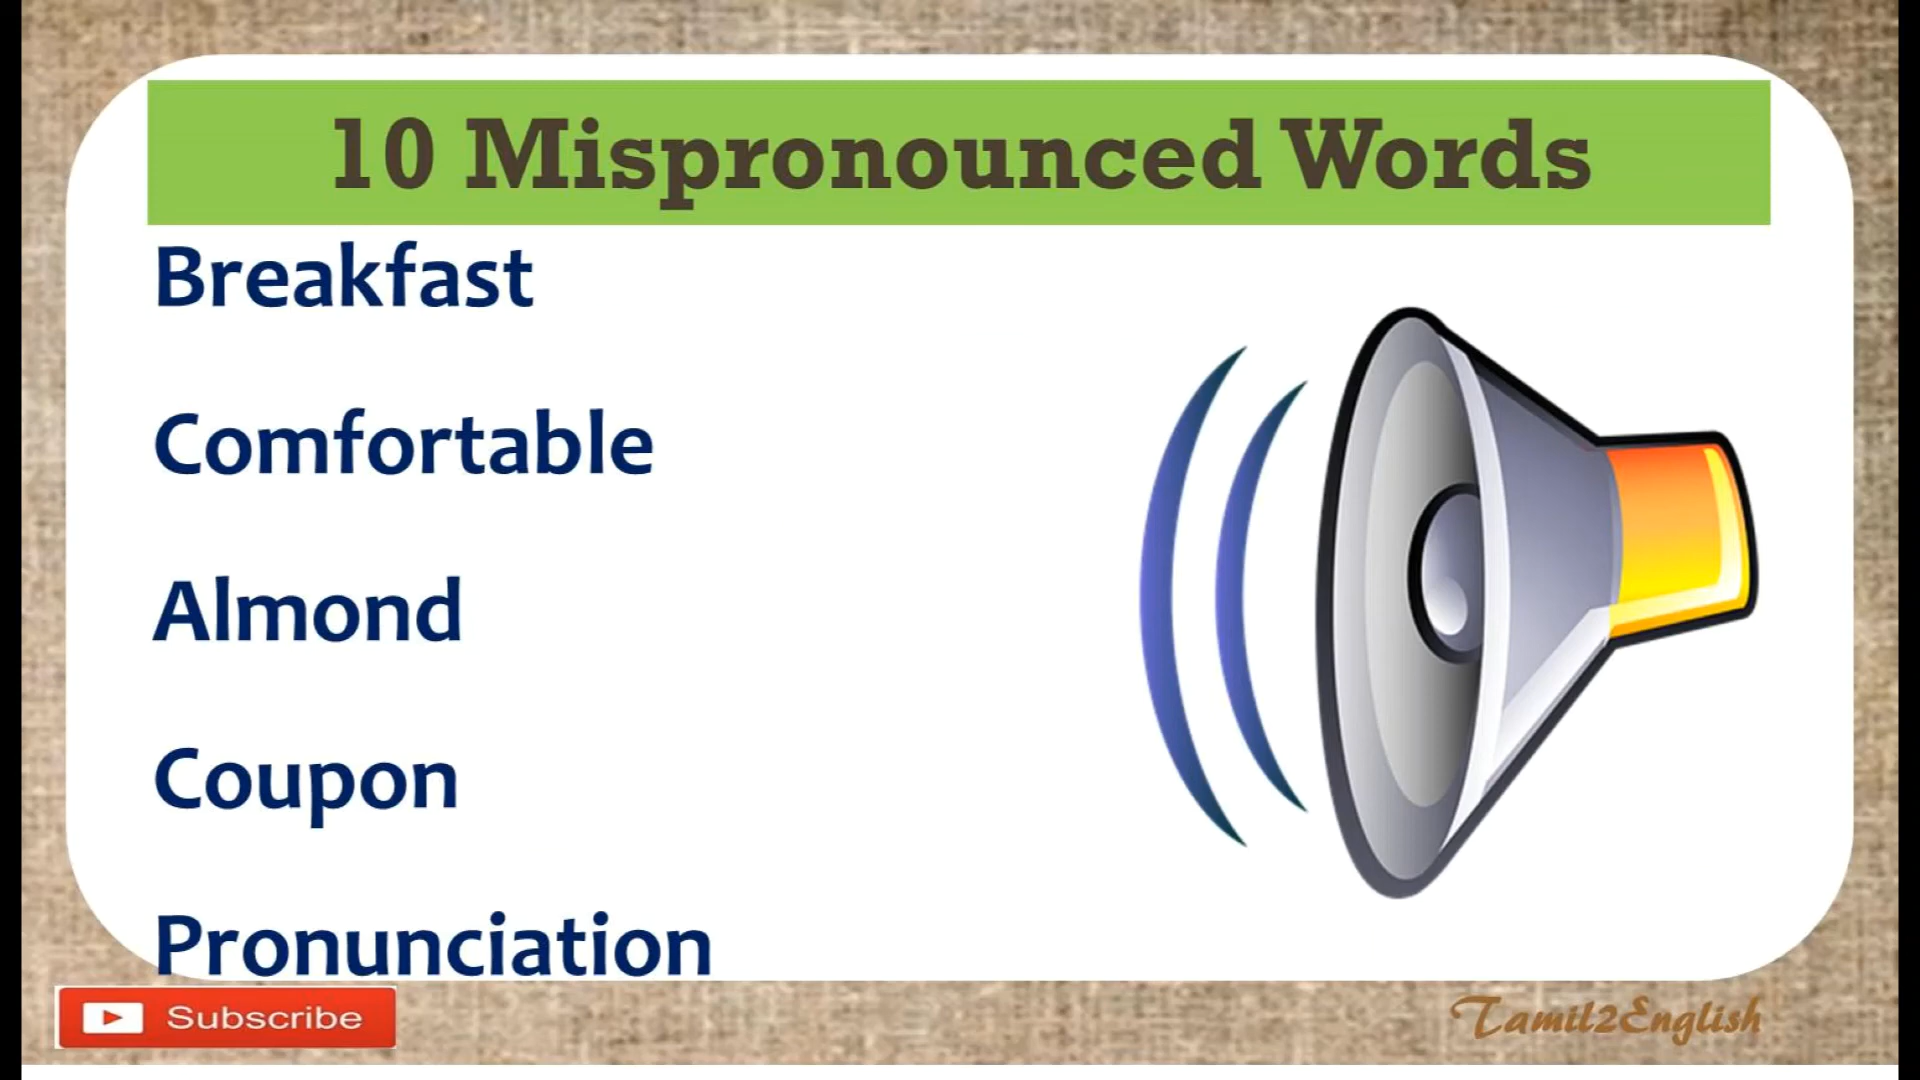 10 Mispronounced Words
Breakfast
Comfortable
Almond
Coupon
Pronunciation
Subscribe
Tamil2English